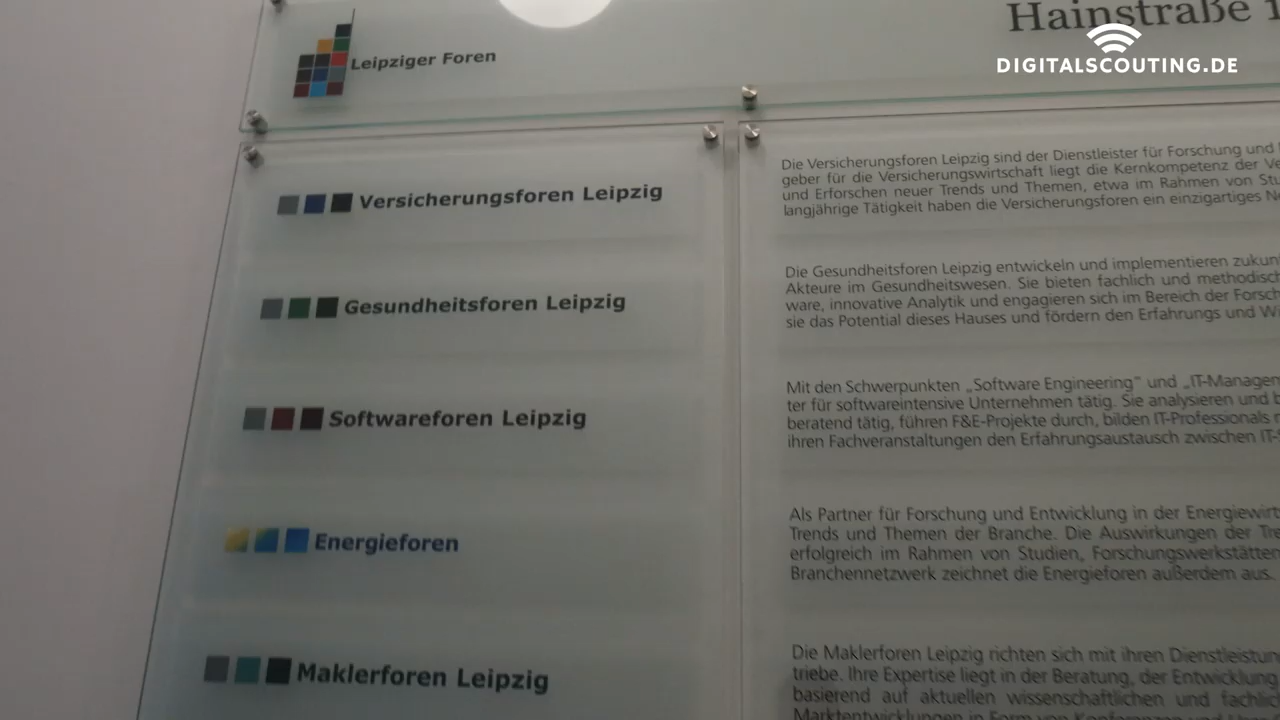 Leipziger Foren
Hainstraße
DIGITALSCOUTING.DE
Versicherungsforen Leipzig
Die Versicherungsforen Leipzig sind der Dienstleister für Forschung und
geber für die Versicherungswirtschaft liegt die Kernkompetenz der
und Erforschen neuer Trends und Themen, etwa im Rahmen von
langjährige Tätigkeit haben die Versicherungsforen ein einzigartiges
Gesundheitsforen Leipzig
Die Gesundheitsforen Leipzig entwickeln und implementieren
Akteure im Gesundheitswesen. Sie bieten fachlich und
ware, innovative Analytik und engagieren sich im Bereich der
sie das Potential dieses Hauses und fördern den Erfahrungs und
Softwareforen Leipzig
Mit den Schwerpunkten „Software Engineering“ und
ter für softwareintensive Unternehmen tätig. Sie analysieren und
beratend tätig, führen F&E-Projekte durch, bilden IT-Professionals
ihren Fachveranstaltungen den Erfahrungsaustausch zwischen
Energieforen
Als Partner für Forschung und Entwicklung in der
Trends und Themen der Branche. Die Auswirkungen der
erfolgreich im Rahmen von Studien,
Branchennetzwerk zeichnet die Energieforen außerdem aus.
Maklerforen Leipzig
Die Maklerforen Leipzig richten sich mit ihren
triebe. Ihre Expertise liegt in der Beratung, der Entwicklung
basierend auf aktuellen wissenschaftlichen und
Marktentwicklungen in Form von